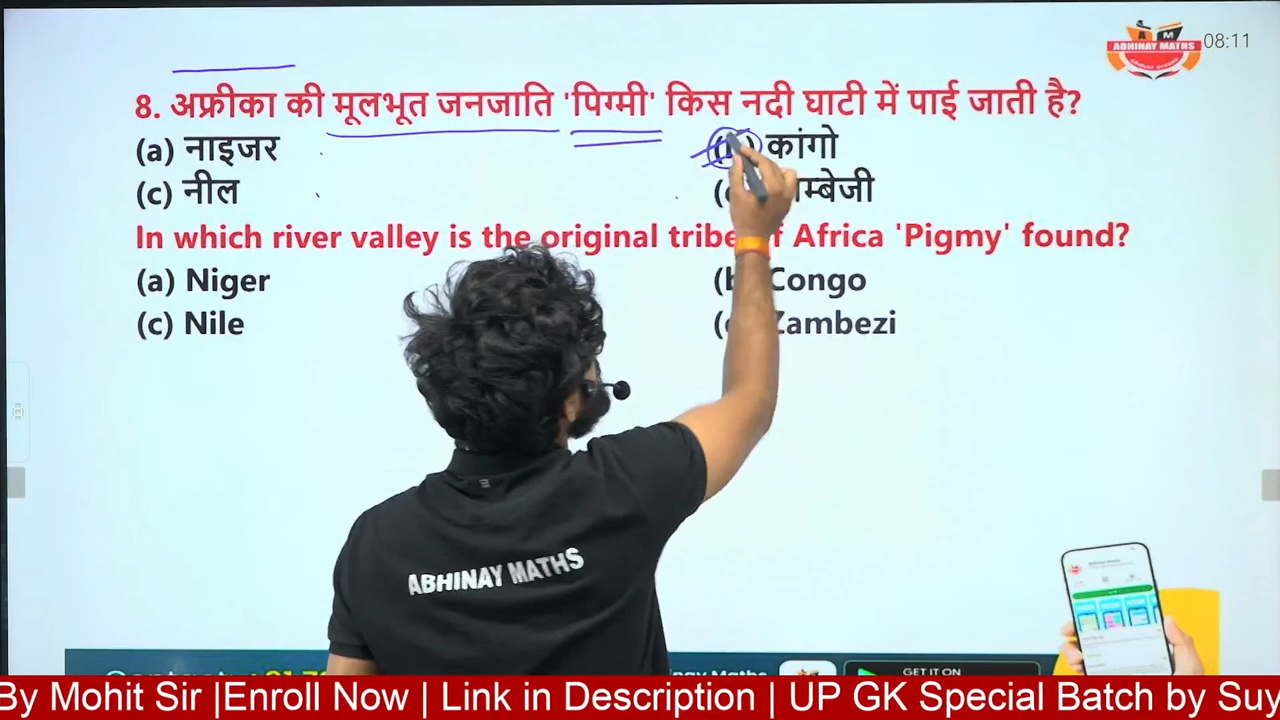 ABHINAY MATHS
08:11
8. अफ्रीका की मूलभूत जनजाति 'पिग्मी' किस नदी घाटी में पाई जाती है?
(a) नाइजर
कांगो
(c) नील
In which river valley is the original tribe of Africa 'Pigmy' found?
(a) Niger
(b) Congo
(c) Nile
Zambezi
ABHINAY MATHS
GET IT ON
By Mohit Sir |Enroll Now | Link in Description | UP GK Special Batch by Suy